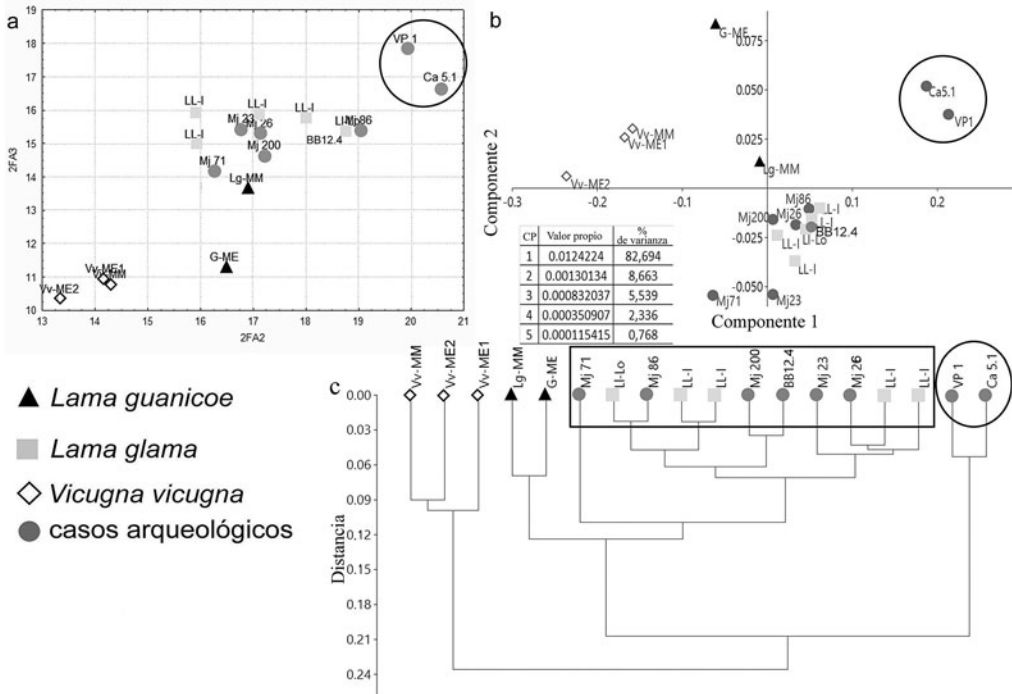 a
19
18
17
16
15
14
13
12
11
10
2FA3
13 14 15 16 17 18 19 20 21
2FA2
VP 1
Ca 5.1
LL-I
LL-I
LL-I
Mj 86
Mj 23
Mj 26
BB12.4
LL-I
Mj 200
Mj 71
Lg-MM
G-ME
Vv-ME1
Vv-ME2
b
Componente 2
0.075
0.050
0.025
-0.025
-0.050
-0.2 -0.1 0.1 0.2
Componente 1
G-ME
Ca5.1
VP1
Vv-MM
Vv-ME1
Lg-MM
Vv-ME2
Mj86
LL-I
Mj200
Mj26
L-I
BB12.4
LL-I
Ll-Lo
LL-I
Mj71
Mj23
CP Valor propio % de varianza
1 0.0124224 82,694
2 0.00130134 8,663
3 0.000832037 5,539
4 0.000350907 2,336
5 0.000115415 0,768
c
Vv-MM Vv-ME2 Vv-ME1 Lg-MM G-ME Mj 71 Ll-Lo Mj 86 LL-I LL-I Mj 200 BB12.4 Mj 23 Mj 26 LL-I LL-I VP 1 Ca 5.1
Distancia
0.00
0.03
0.06
0.09
0.12
0.15
0.18
0.21
0.24
Lama guanicoe
Lama glama
Vicugna vicugna
casos arqueológicos